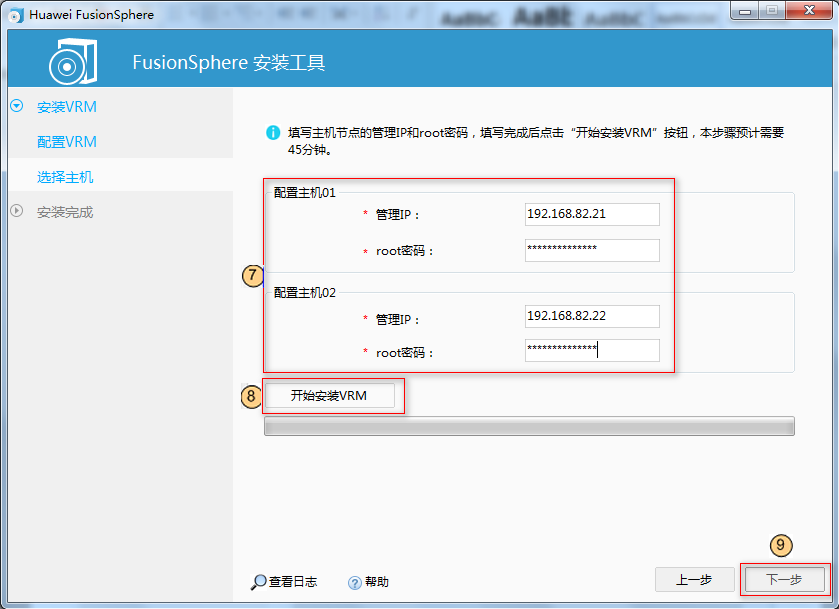 Huawei FusionSphere
AaBbC AaBb
FusionSphere 安装工具
安装VRM
配置VRM
选择主机
安装完成
填写主机节点的管理IP和root密码，填写完成后点击“开始安装VRM”按钮，本步骤预计需要
45分钟。
配置主机01
* 管理IP： 192.168.82.21
* root密码： **************
7
配置主机02
* 管理IP： 192.168.82.22
* root密码： **************
8 开始安装VRM
9
查看日志 ? 帮助 上一步 下一步